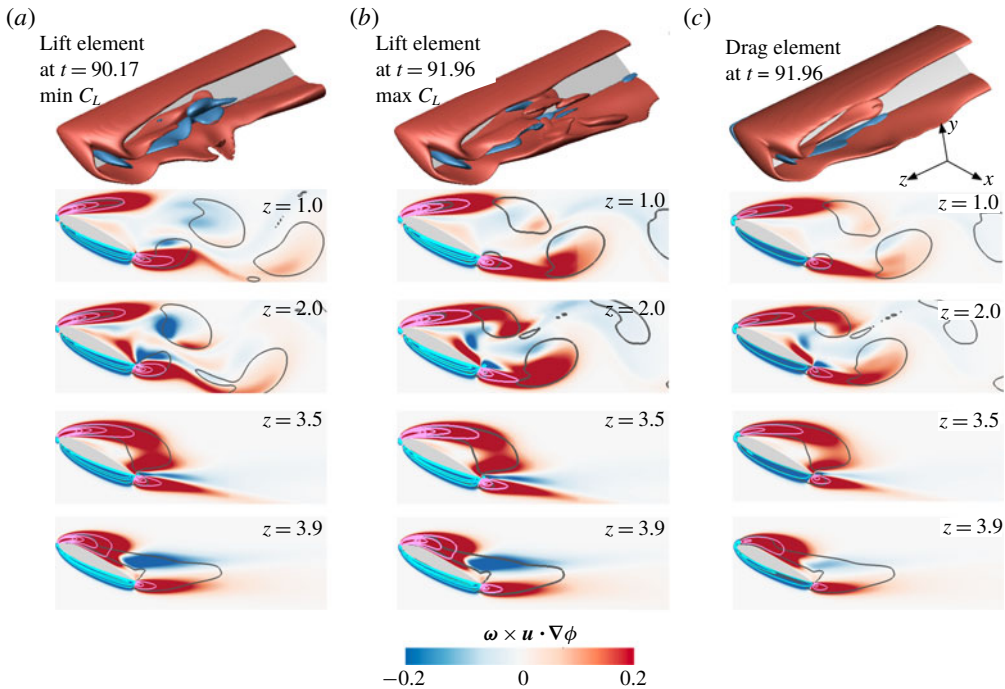 (a)
Lift element
at t = 90.17
min C_L
(b)
Lift element
at t = 91.96
max C_L
(c)
Drag element
at t = 91.96
y
z
x
z = 1.0
z = 1.0
z = 1.0
z = 2.0
z = 2.0
z = 2.0
z = 3.5
z = 3.5
z = 3.5
z = 3.9
z = 3.9
z = 3.9
ω × u · ∇ϕ
−0.2
0
0.2